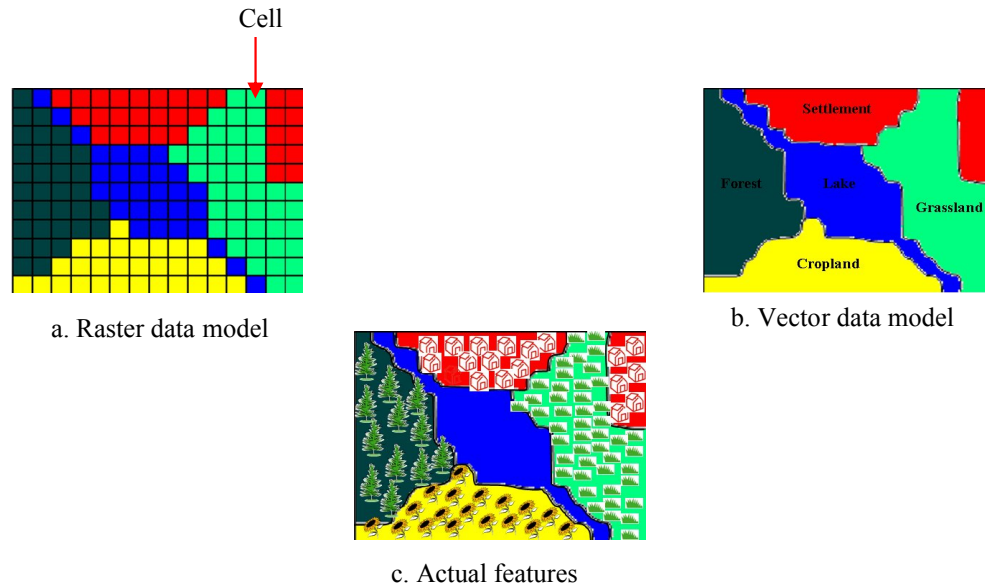 Cell
a. Raster data model
Settlement
Forest
Lake
Grassland
Cropland
b. Vector data model
c. Actual features